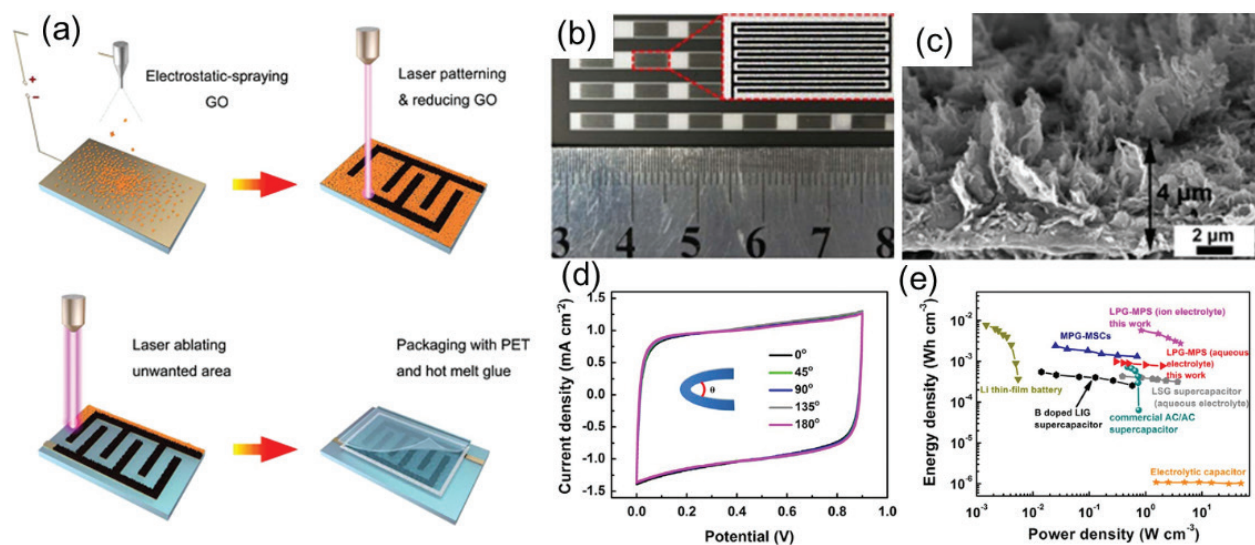 (a)
+
-
Electrostatic-spraying
GO
Laser patterning
& reducing GO
Laser ablating
unwanted area
Packaging with PET
and hot melt glue
(b)
3 4 5 6 7 8
(c)
4 μm
2 μm
(d)
Current density (mA cm⁻²)
1.5
1.0
0.5
0.0
-0.5
-1.0
-1.5
θ
0°
45°
90°
135°
180°
0.0 0.2 0.4 0.6 0.8 1.0
Potential (V)
(e)
Energy density (Wh cm⁻³)
10⁻²
10⁻³
10⁻⁴
10⁻⁵
10⁻⁶
LPG-MPS (ion electrolyte)
this work
MPG-MSCs
LPG-MPS (aqueous
electrolyte) this work
Li thin-film battery
LSG supercapacitor
(aqueous electrolyte)
B doped LIG
supercapacitor
commercial AC/AC
supercapacitor
Electrolytic capacitor
10⁻³ 10⁻² 10⁻¹ 10⁰ 10¹
Power density (W cm⁻³)